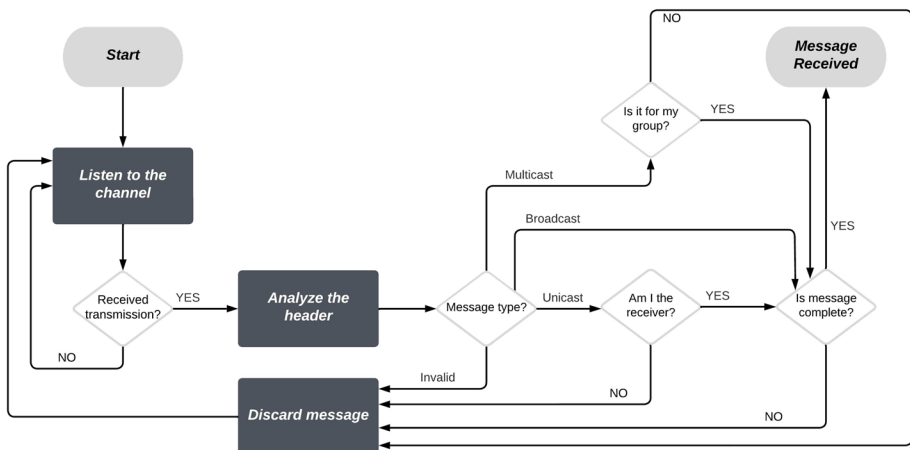 Start
Listen to the
channel
Received
transmission?
YES
NO
Analyze the
header
Message type?
Multicast
Broadcast
Unicast
Invalid
Discard message
Is it for my
group?
NO
YES
Am I the
receiver?
YES
NO
Is message
complete?
YES
NO
Message
Received